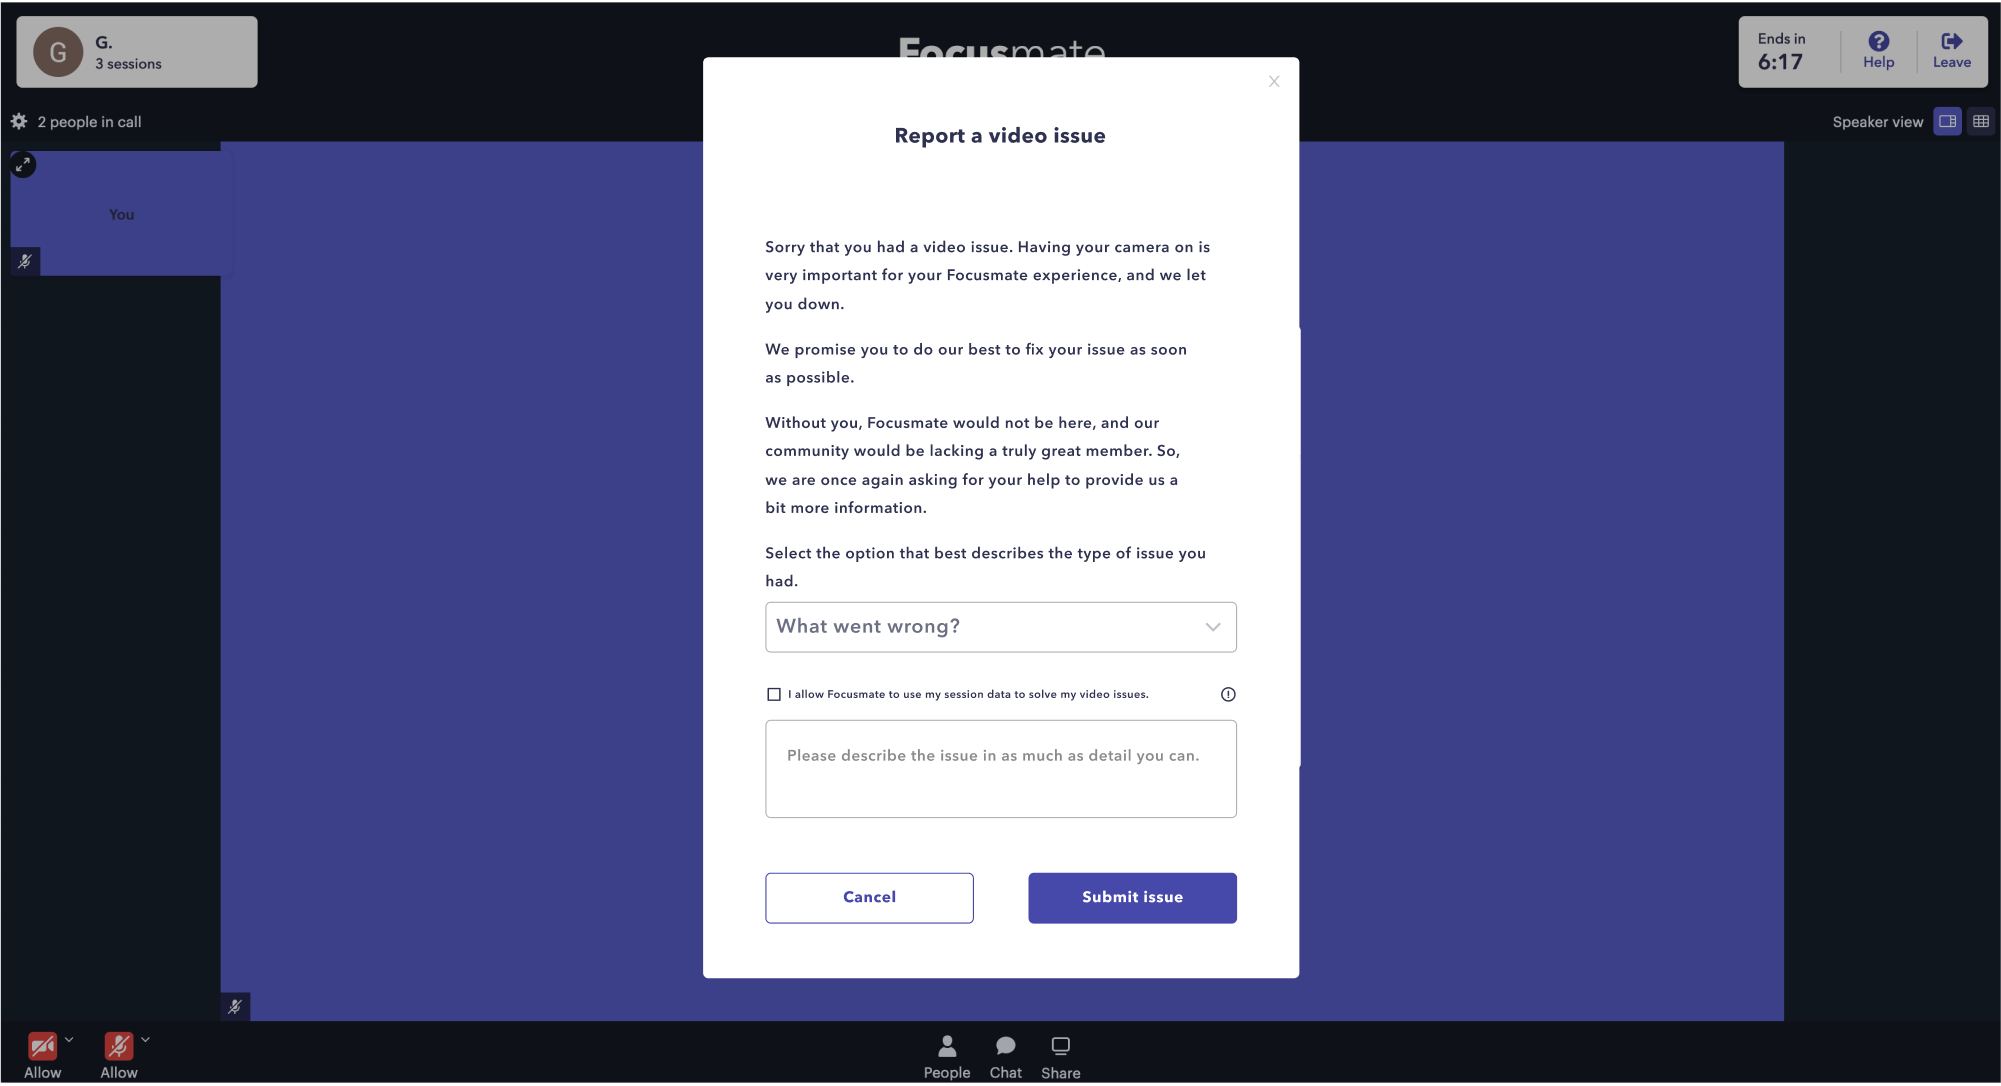 G
G.
3 sessions
Focusmate
Ends in
6:17
Help
Leave
2 people in call
Speaker view
You
X
Report a video issue
Sorry that you had a video issue. Having your camera on is
very important for your Focusmate experience, and we let
you down.
We promise you to do our best to fix your issue as soon
as possible.
Without you, Focusmate would not be here, and our
community would be lacking a truly great member. So,
we are once again asking for your help to provide us a
bit more information.
Select the option that best describes the type of issue you
had.
What went wrong?
I allow Focusmate to use my session data to solve my video issues.
Please describe the issue in as much as detail you can.
Cancel
Submit issue
Allow
Allow
People
Chat
Share